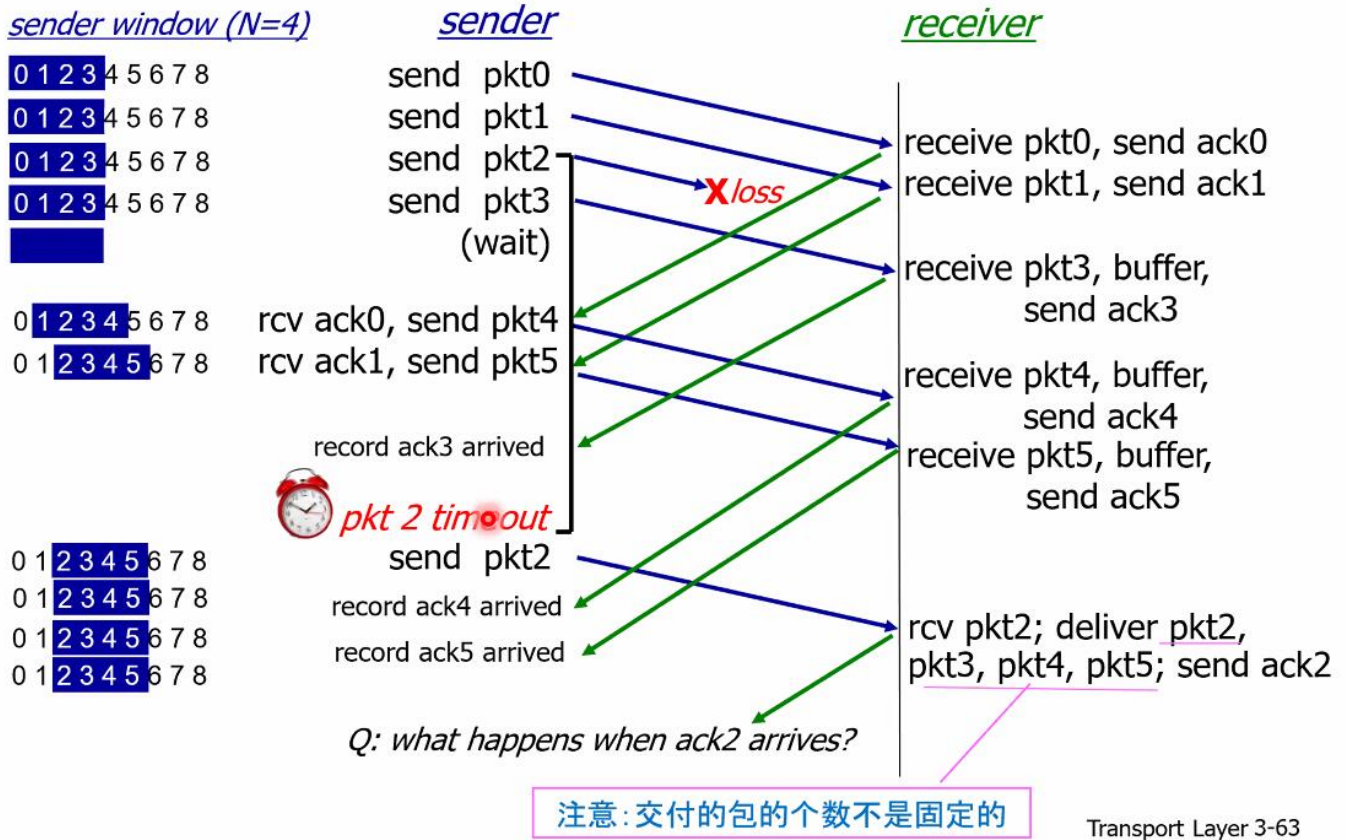 sender window (N=4)
sender
receiver
0 1 2 3 4 5 6 7 8
send pkt0
0 1 2 3 4 5 6 7 8
send pkt1
receive pkt0, send ack0
0 1 2 3 4 5 6 7 8
send pkt2
receive pkt1, send ack1
X loss
0 1 2 3 4 5 6 7 8
send pkt3
(wait)
receive pkt3, buffer,
send ack3
0 1 2 3 4 5 6 7 8
rcv ack0, send pkt4
0 1 2 3 4 5 6 7 8
rcv ack1, send pkt5
receive pkt4, buffer,
send ack4
record ack3 arrived
receive pkt5, buffer,
send ack5
pkt 2 timeout
0 1 2 3 4 5 6 7 8
send pkt2
0 1 2 3 4 5 6 7 8
record ack4 arrived
0 1 2 3 4 5 6 7 8
record ack5 arrived
0 1 2 3 4 5 6 7 8
rcv pkt2; deliver pkt2,
pkt3, pkt4, pkt5; send ack2
Q: what happens when ack2 arrives?
注意:交付的包的个数不是固定的
Transport Layer 3-63